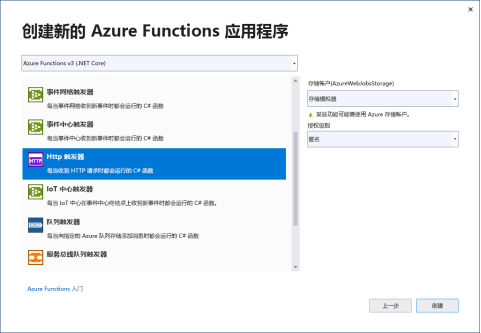 创建新的 Azure Functions 应用程序
Azure Functions v3 (.NET Core)
事件网格触发器
每当事件网格收到新事件时都会运行的 C# 函数
事件中心触发器
每当事件中心收到新事件时都会运行的 C# 函数
Http 触发器
每当收到 HTTP 请求时都会运行的 C# 函数
IoT 中心触发器
每当 IoT 中心在事件中心终结点上收到新事件时都会运行的 C# 函数。
队列触发器
每当向指定的 Azure 队列存储添加消息时都会运行的 C# 函数
服务总线队列触发器
存储帐户(AzureWebJobsStorage)
存储模拟器
某些功能可能需使用 Azure 存储帐户。
授权级别
匿名
Azure Functions 入门
上一步
创建